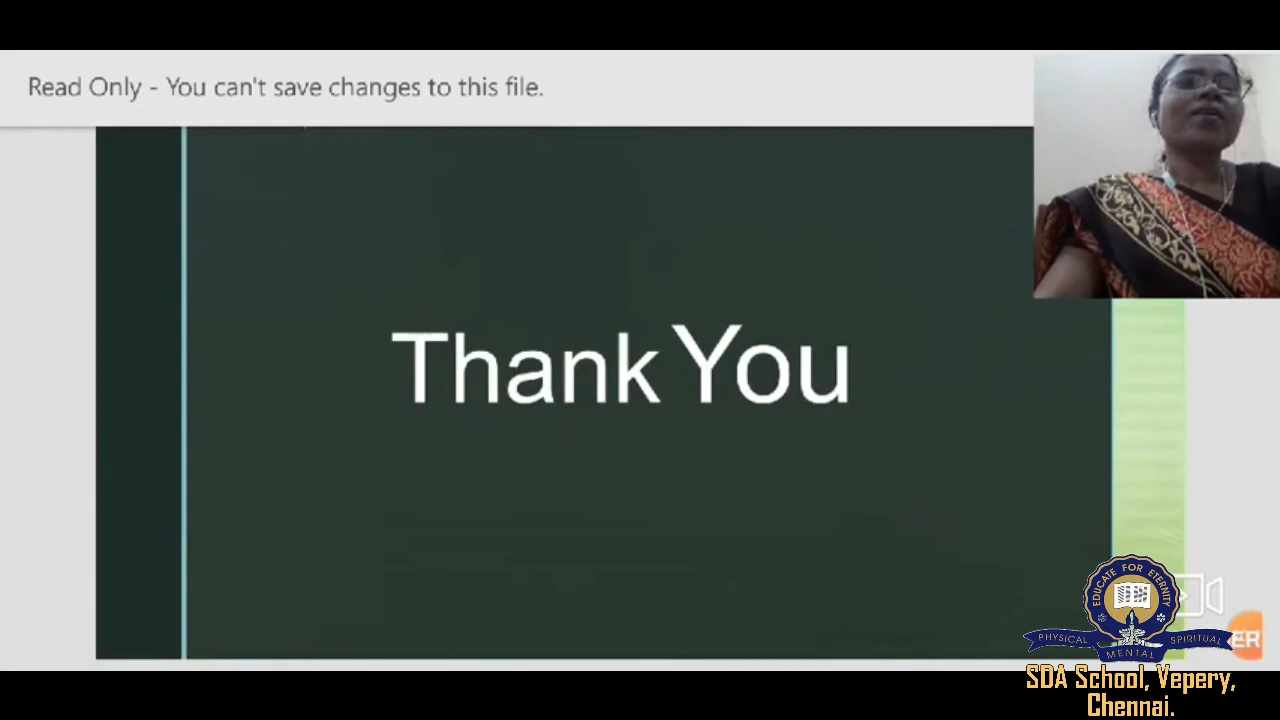 Read Only - You can't save changes to this file.
Thank You
EDUCATE FOR ETERNITY
PHYSICAL
MENTAL
SPIRITUAL
ER
SDA School, Vepery,
Chennai.